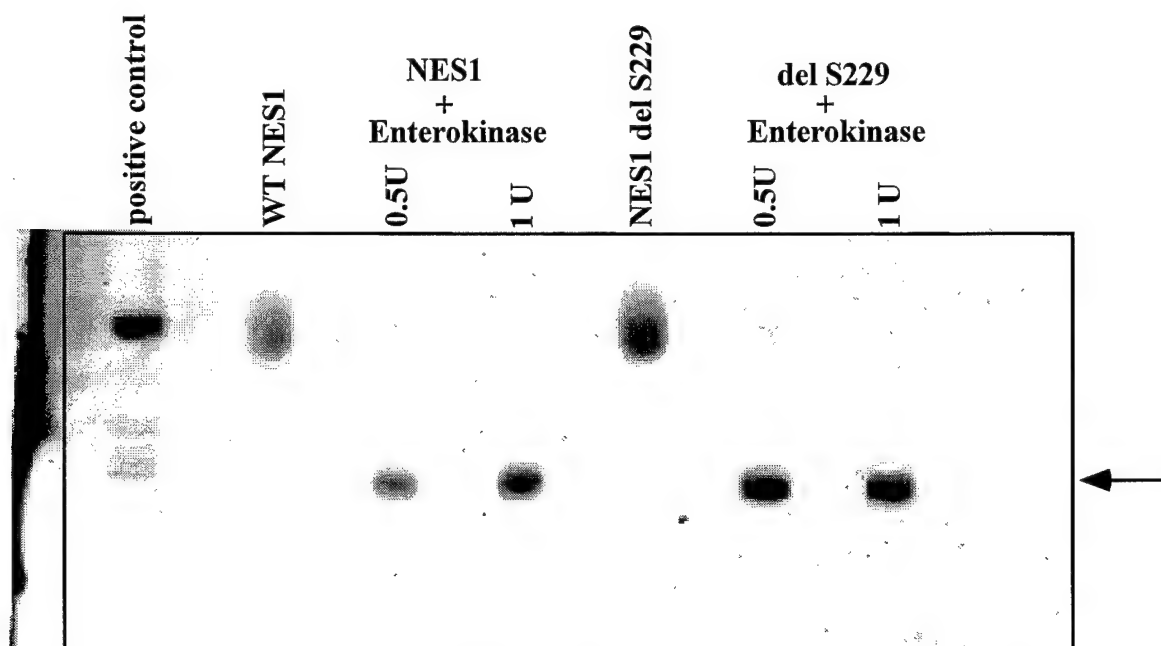 positive control
WT NES1
NES1
+
Enterokinase
0.5U
1 U
NES1 del S229
del S229
+
Enterokinase
0.5U
1 U